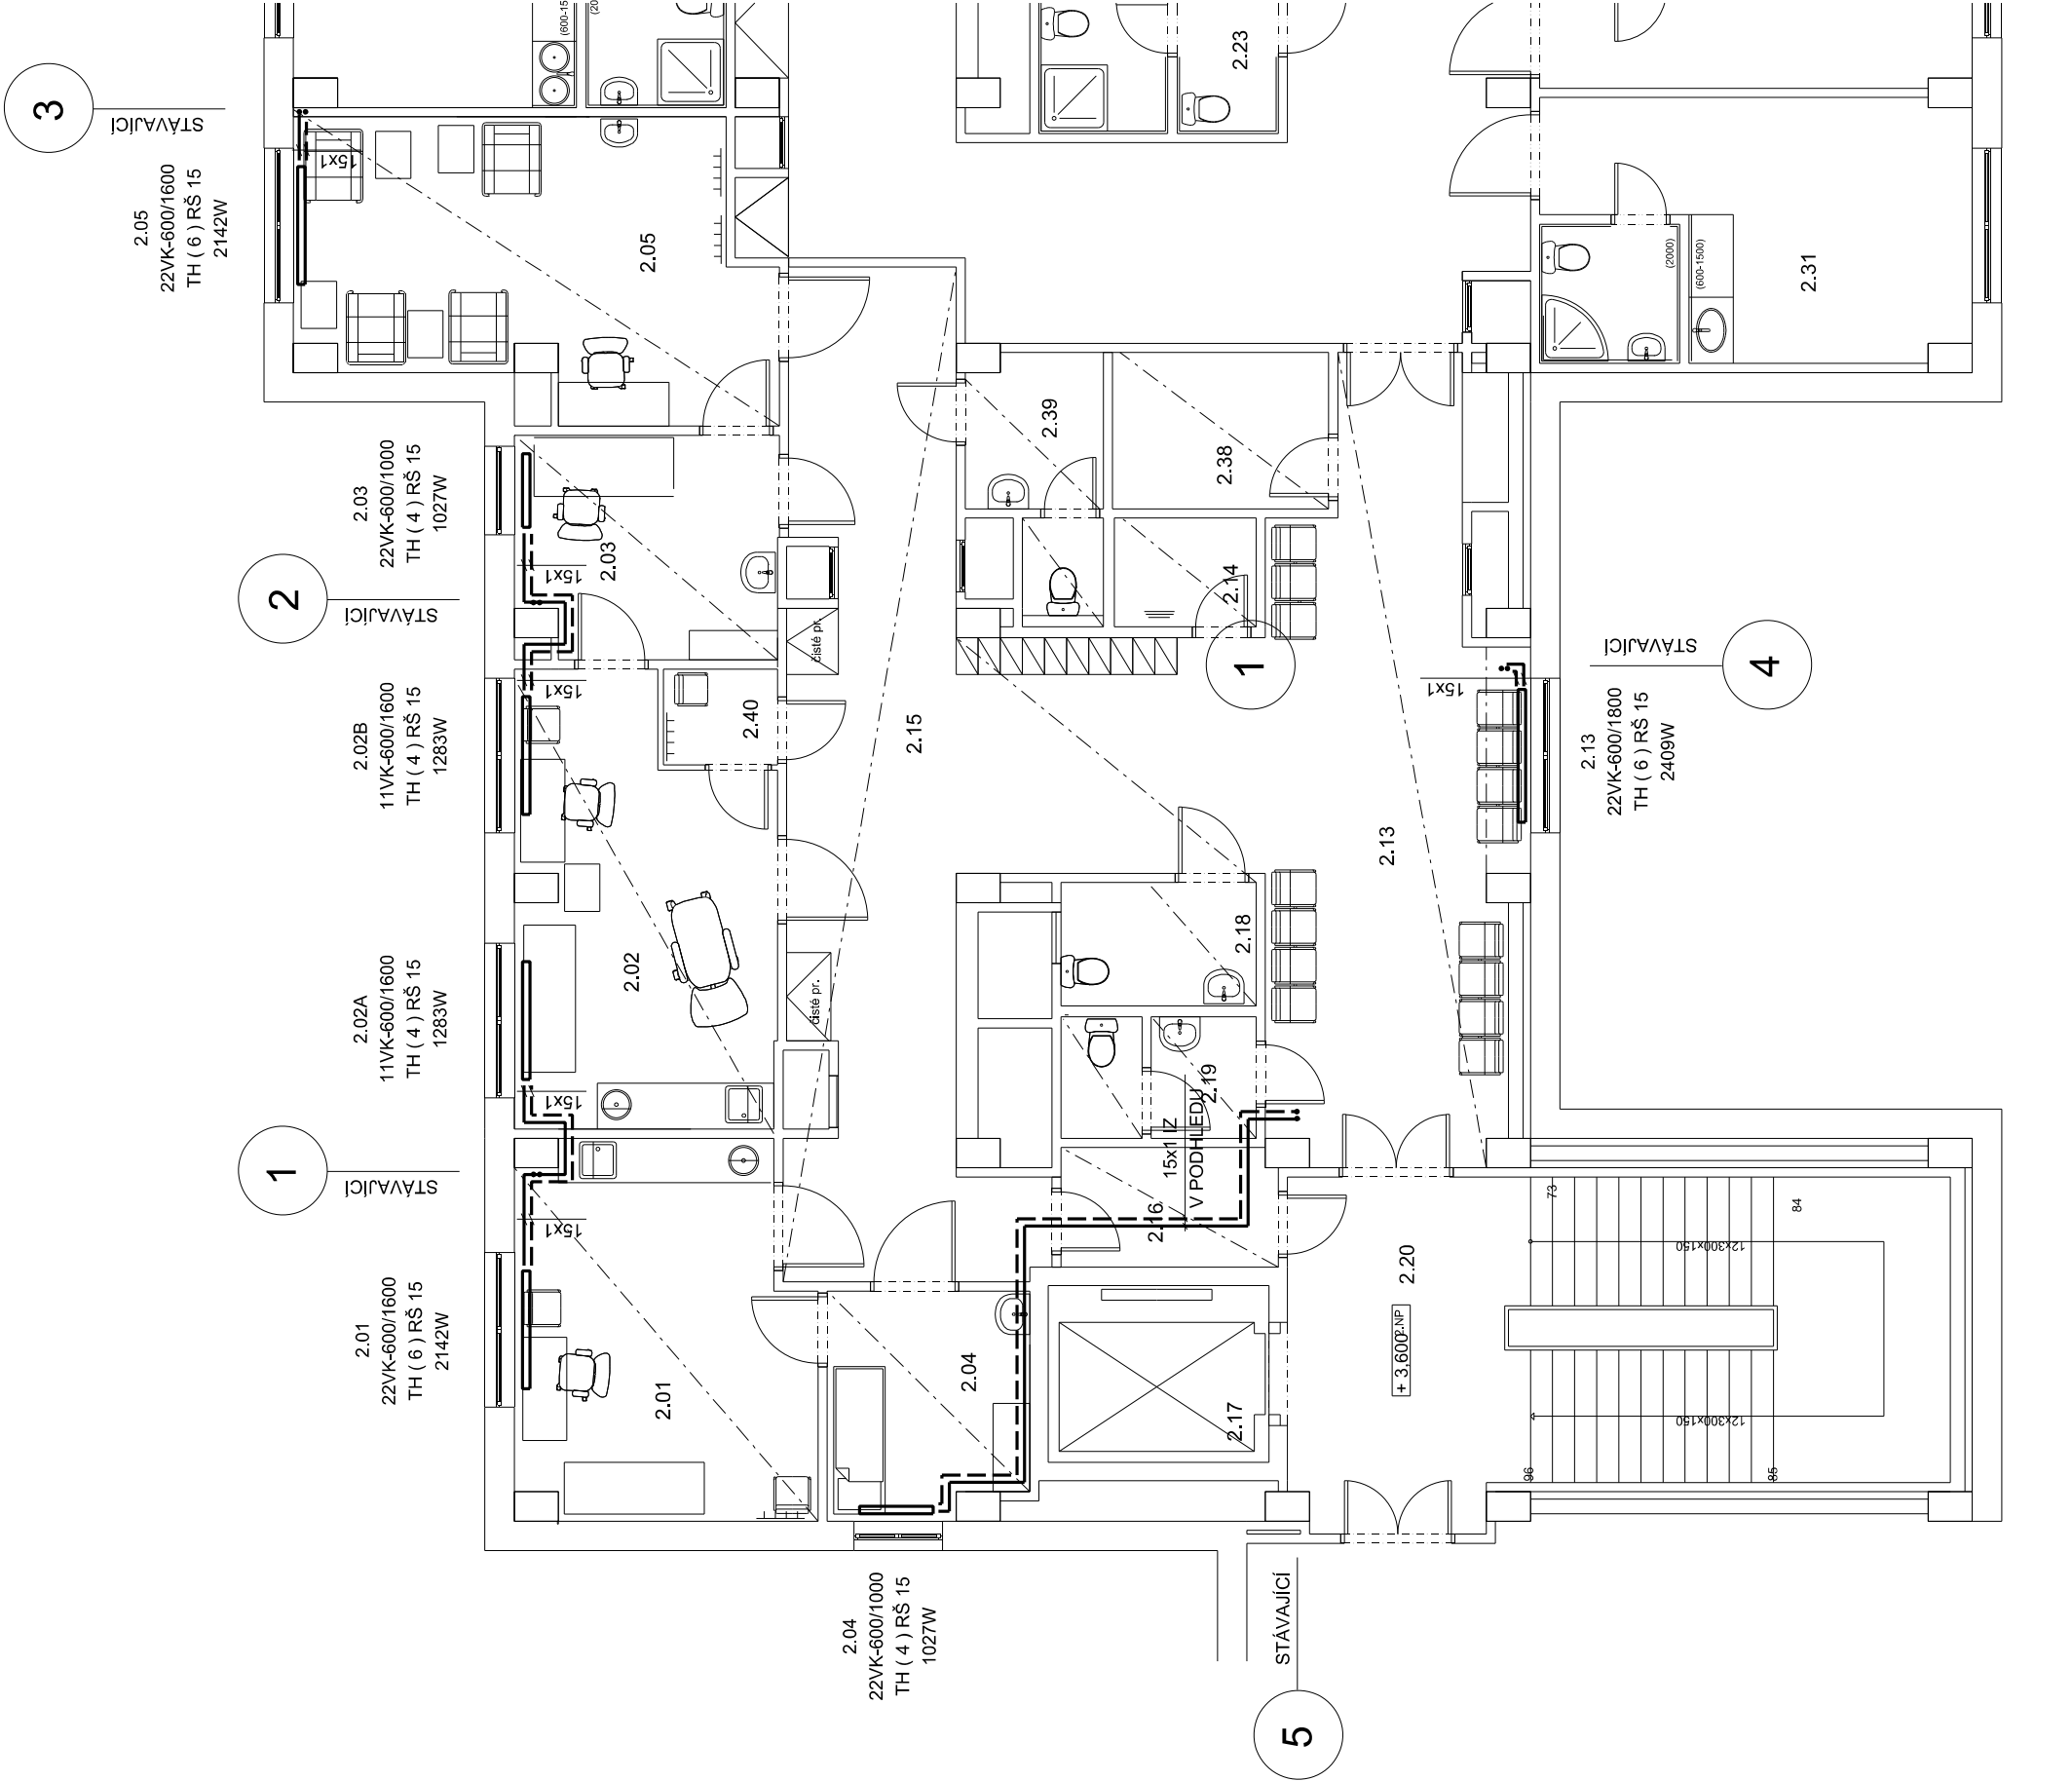 3
STÁVAJÍCÍ
2.05
22VK-600/1600
TH ( 6 ) RŠ 15
2142W
15x1
2.05
(600-15
(20
2.23
2.31
(2000)
(600-1500)
2.03
22VK-600/1000
TH ( 4 ) RŠ 15
1027W
2
STÁVAJÍCÍ
15x1
2.03
2.39
2.38
2.14
1
čisté pr.
2.02B
11VK-600/1600
TH ( 4 ) RŠ 15
1283W
15x1
2.40
2.15
2.13
15x1
STÁVAJÍCÍ
4
2.13
22VK-600/1800
TH ( 6 ) RŠ 15
2409W
2.02A
11VK-600/1600
TH ( 4 ) RŠ 15
1283W
15x1
2.02
čisté pr.
2.18
2.19
1
STÁVAJÍCÍ
15x1
15x1 IZ
V PODHLEDU
2.16
2.20
+ 3,600
2.NP
73
84
12x300x150
12x300x150
96
85
2.01
22VK-600/1600
TH ( 6 ) RŠ 15
2142W
2.01
2.04
2.17
2.04
22VK-600/1000
TH ( 4 ) RŠ 15
1027W
STÁVAJÍCÍ
5